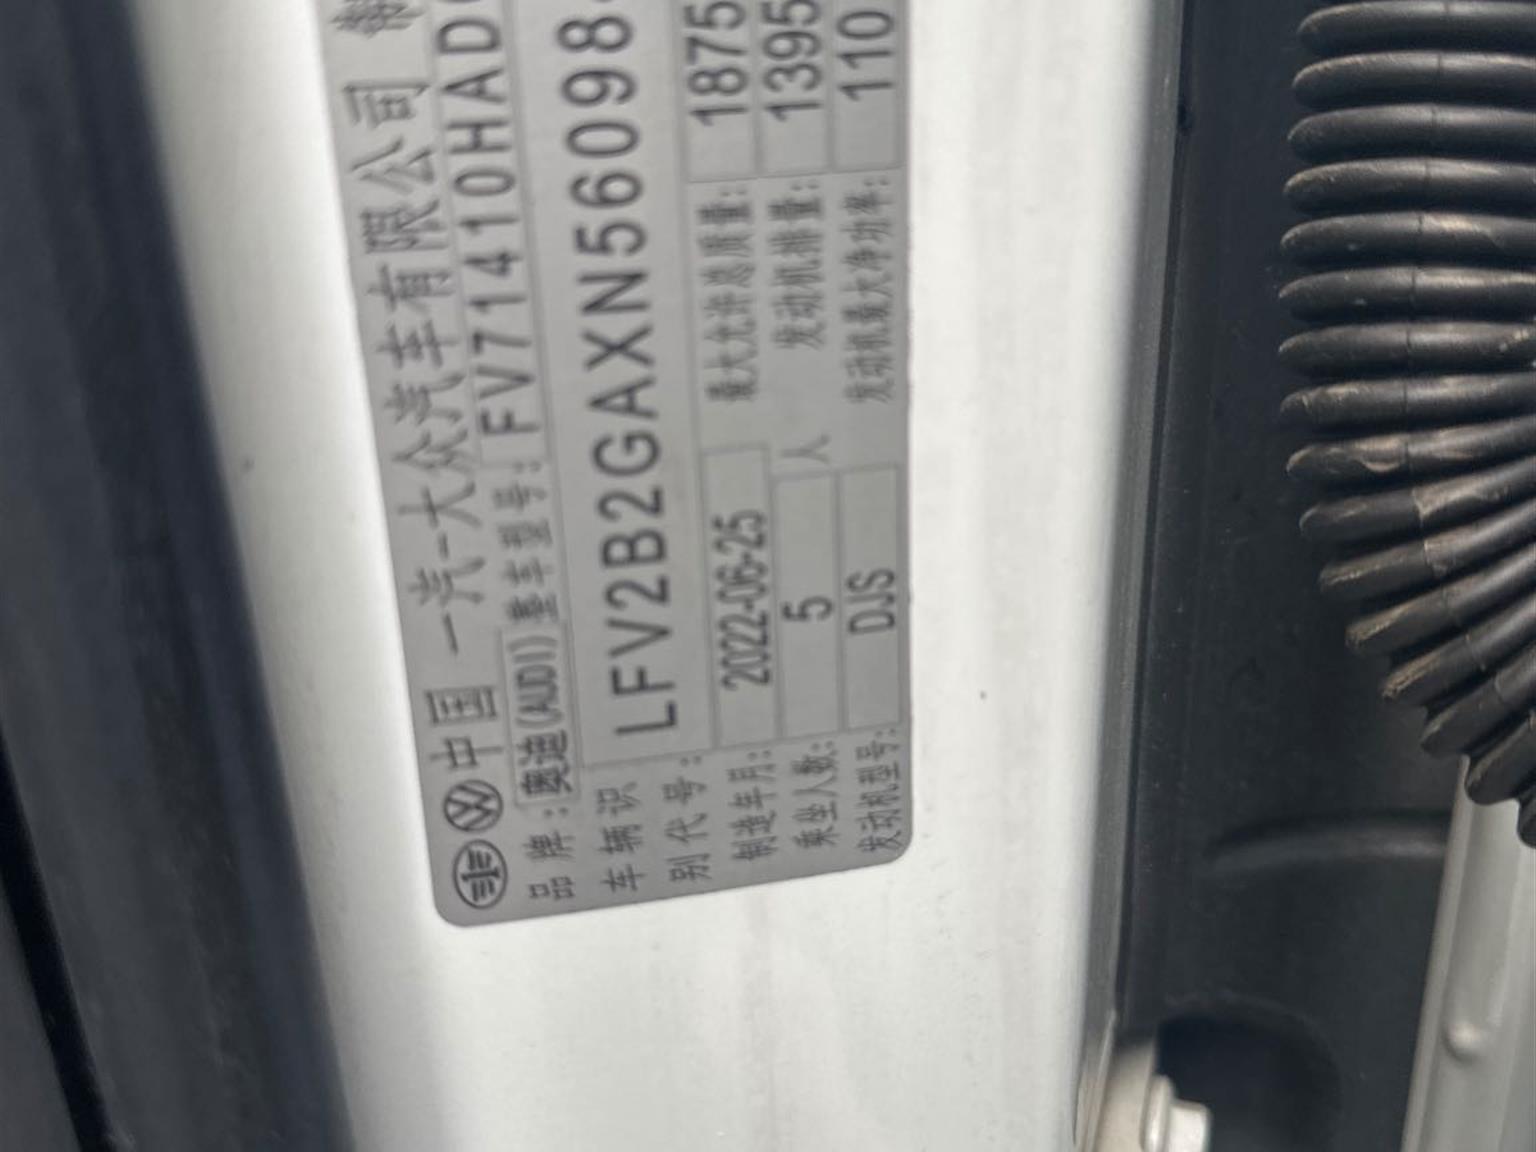 中国 一汽-大众汽车有限公司
品牌: 奥迪(AUDI) 整车型号: FV71410HAD
车辆识别代号: LFV2B2GAXN56098
制造年月: 2022-06-25 最大允许总质量: 1875
乘坐人数: 5 人 发动机排量: 1395
发动机型号: DJS 发动机最大净功率: 110